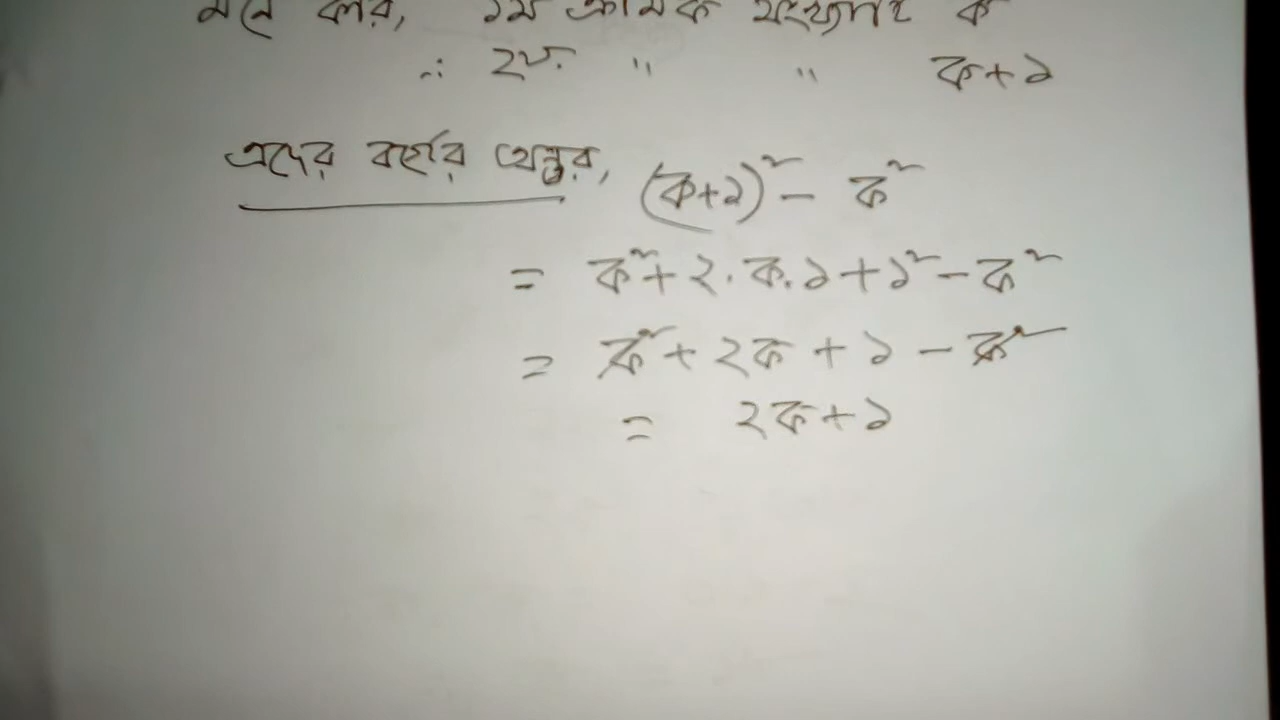 মনে করি, ১ম ক্রমিক সংখ্যাটি ক
∴ ২য় " " ক+১
এদের বর্গের অন্তর, (ক+১)² - ক²
= ক²+২.ক.১+১²-ক²
= ক²+২ক+১-ক²
= ২ক+১